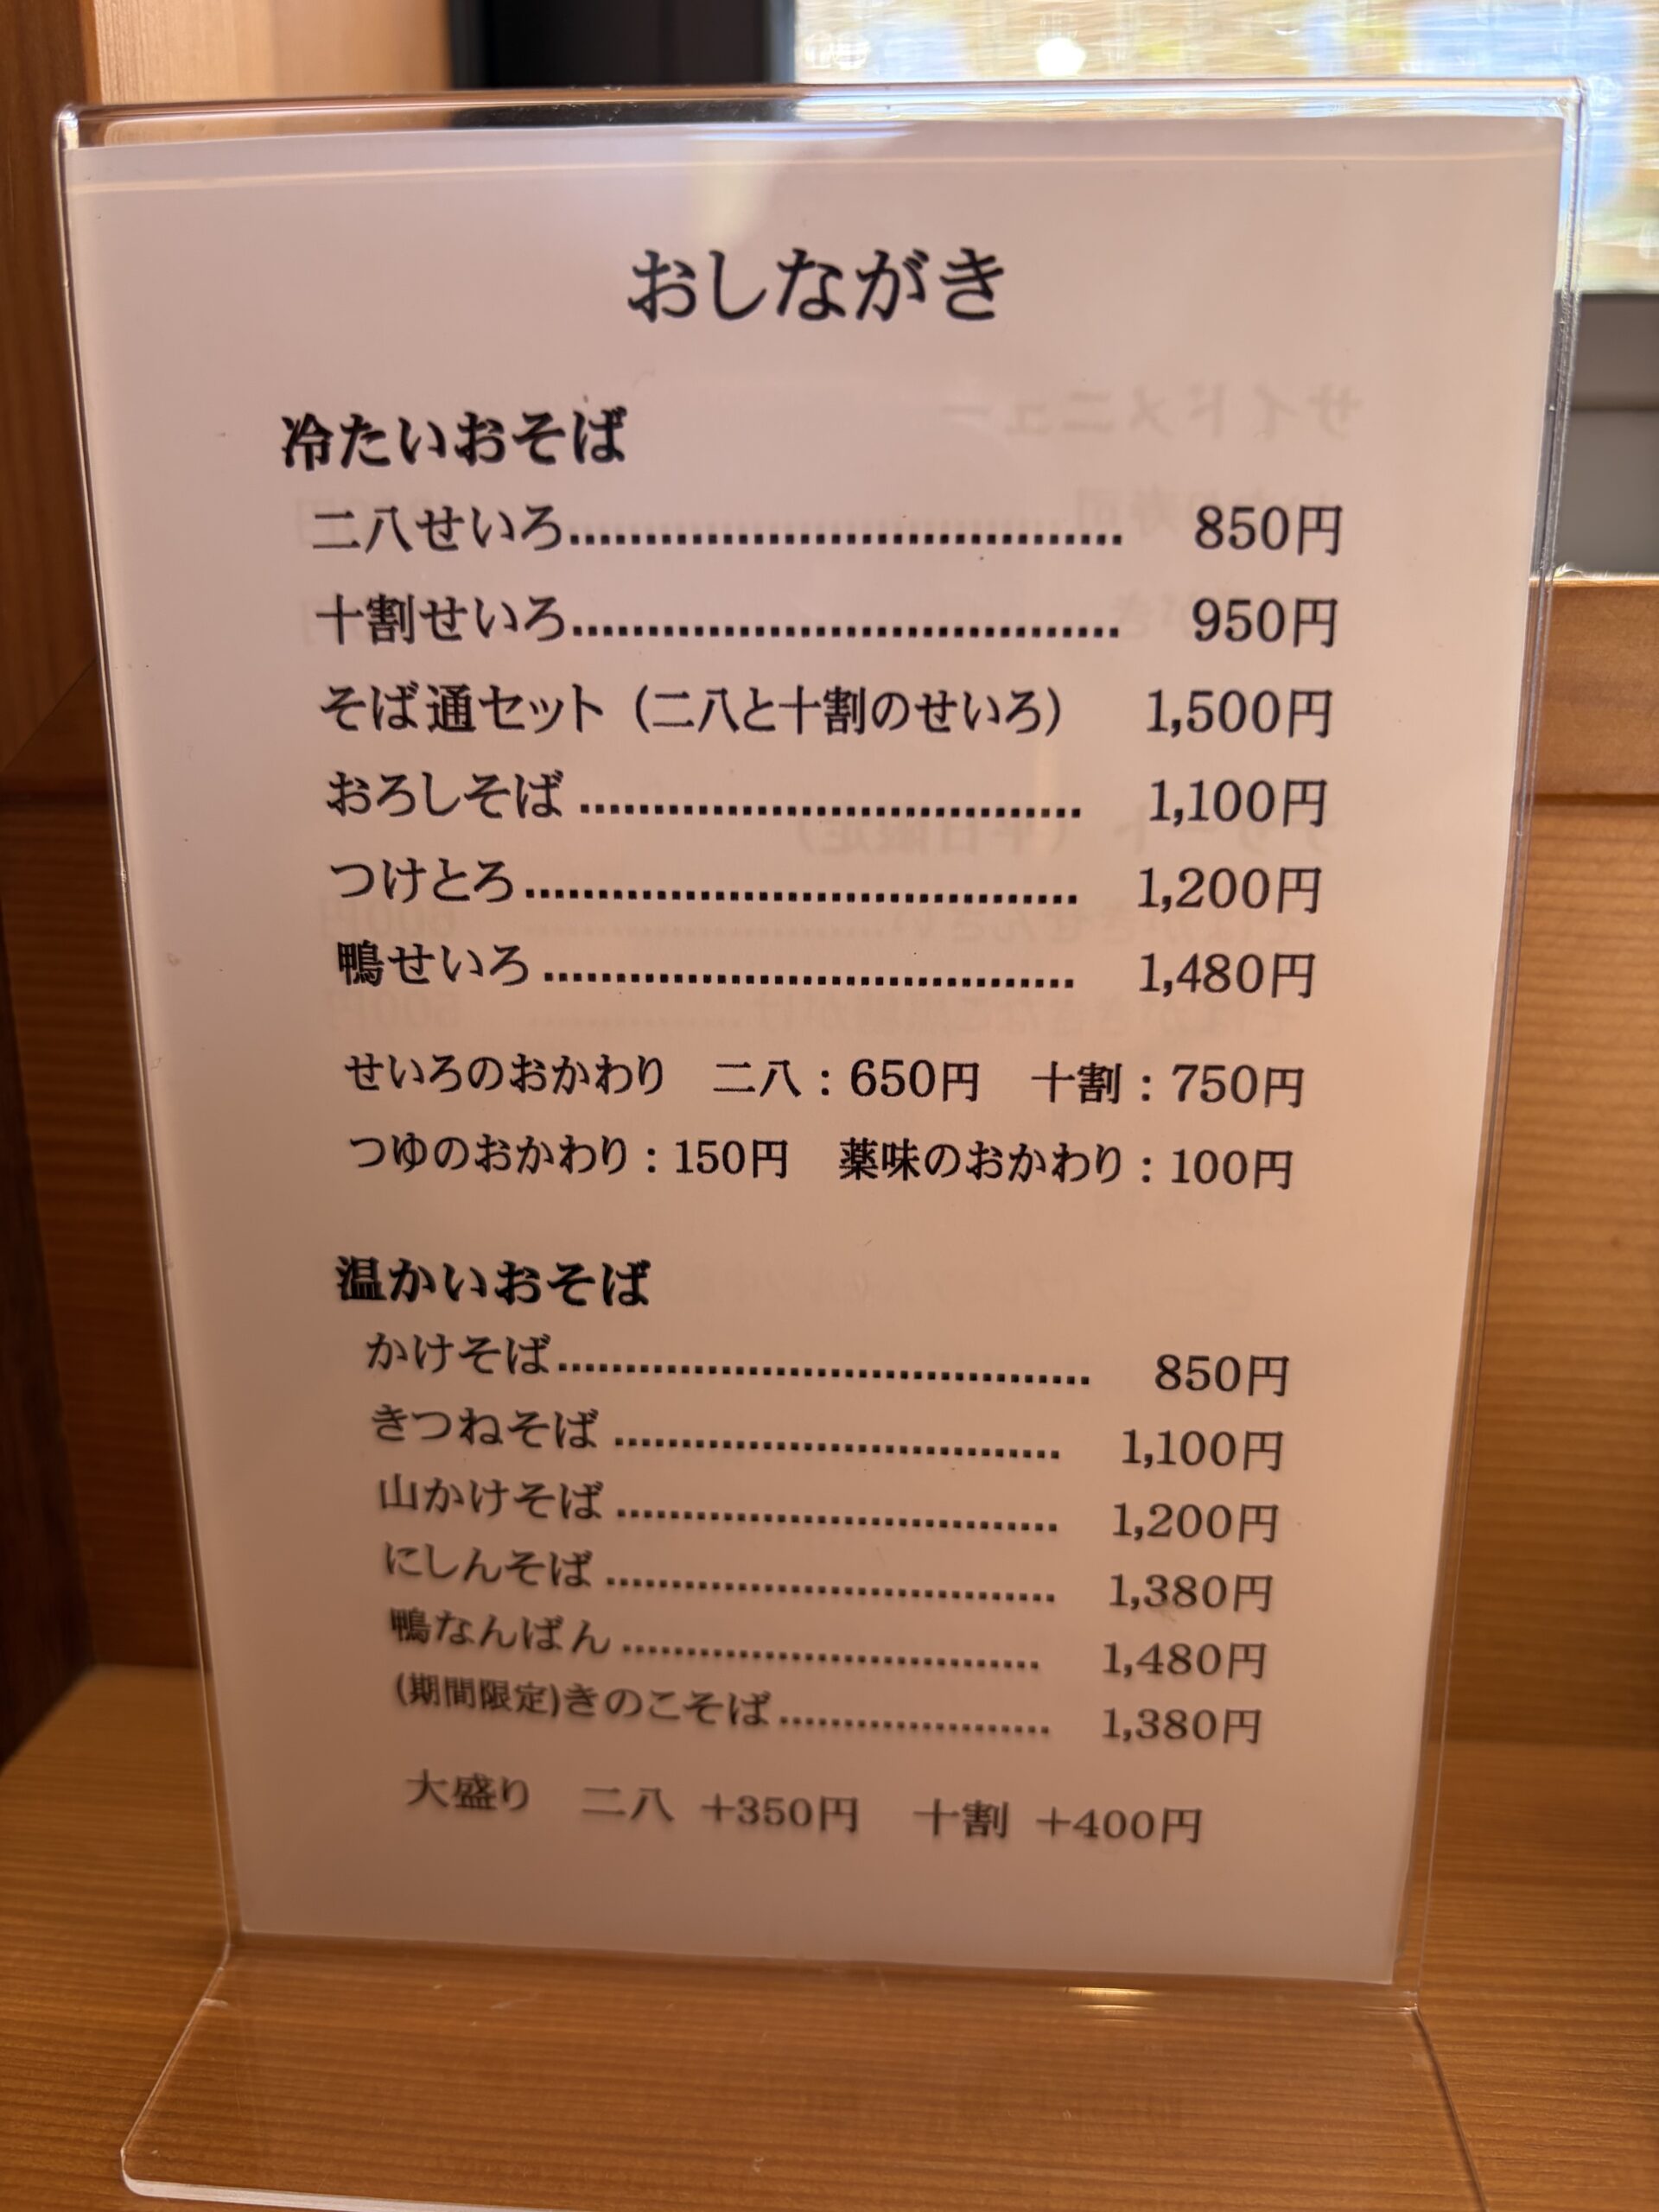 おしながき
冷たいおそば
二八せいろ……………………………… 850円
十割せいろ……………………………… 950円
そば通セット（二八と十割のせいろ） 1,500円
おろしそば …………………………… 1,100円
つけとろ……………………………… 1,200円
鴨せいろ……………………………… 1,480円
せいろのおかわり 二八：650円 十割：750円
つゆのおかわり：150円 薬味のおかわり：100円
温かいおそば
かけそば……………………………… 850円
きつねそば …………………………… 1,100円
山かけそば …………………………… 1,200円
にしんそば …………………………… 1,380円
鴨なんばん …………………………… 1,480円
(期間限定)きのこそば………………… 1,380円
大盛り 二八 +350円 十割 +400円